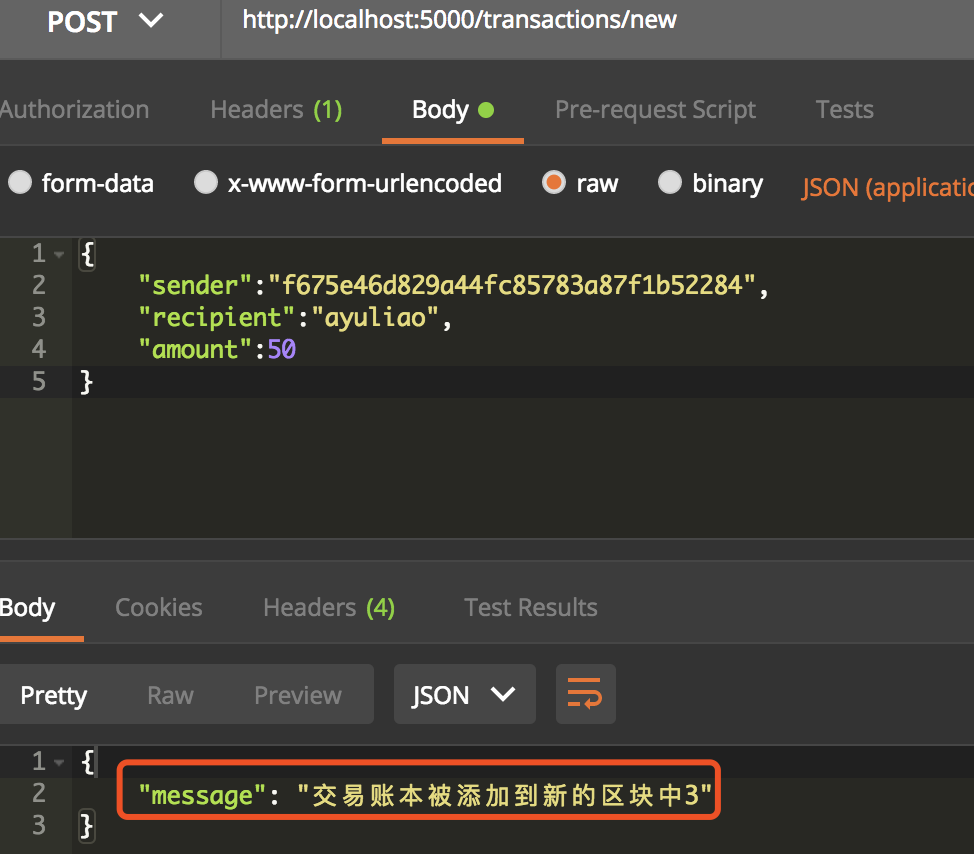 POST http://localhost:5000/transactions/new
Authorization Headers (1) Body Pre-request Script Tests
form-data x-www-form-urlencoded raw binary JSON (applicatio
1 {
2 "sender":"f675e46d829a44fc85783a87f1b52284",
3 "recipient":"ayuliao",
4 "amount":50
5 }
Body Cookies Headers (4) Test Results
Pretty Raw Preview JSON
1 {
2 "message": "交易账本被添加到新的区块中3"
3 }